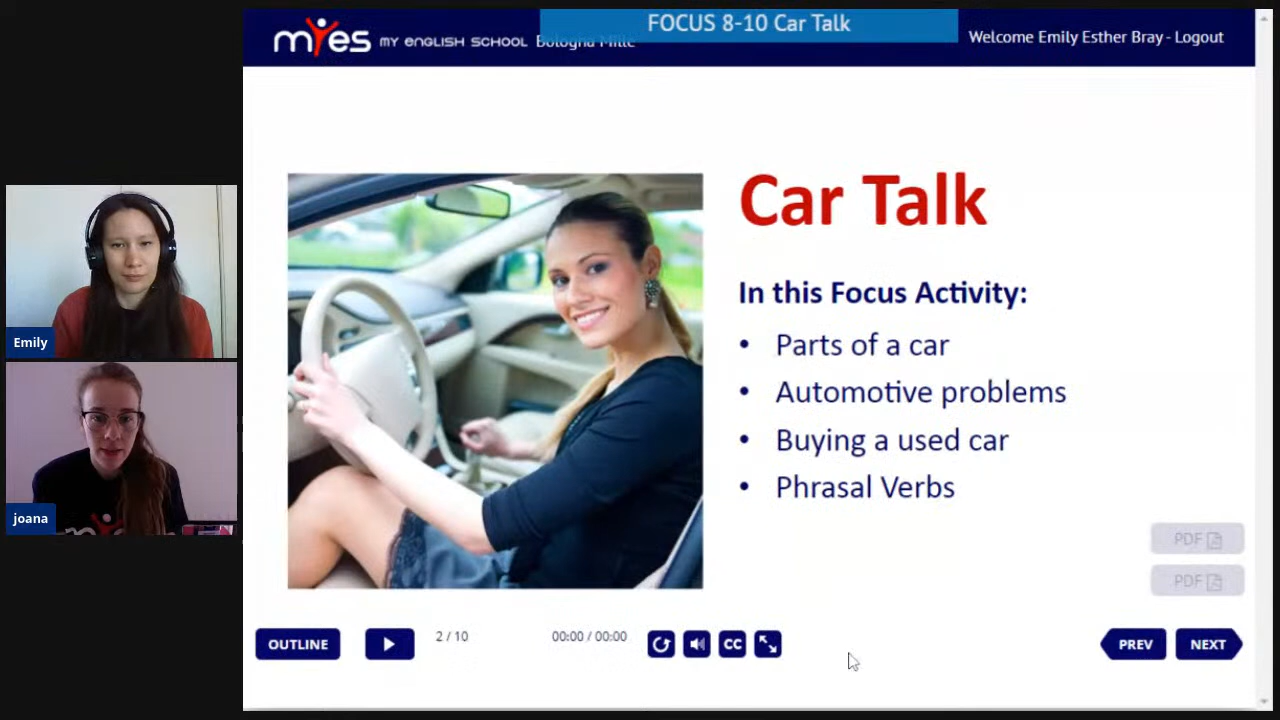 FOCUS 8-10 Car Talk
myes MY ENGLISH SCHOOL Bologna Mille
Welcome Emily Esther Bray - Logout
Car Talk
In this Focus Activity:
• Parts of a car
• Automotive problems
• Buying a used car
• Phrasal Verbs
Emily
joana
PDF
PDF
OUTLINE
2 / 10
00:00 / 00:00
CC
PREV
NEXT